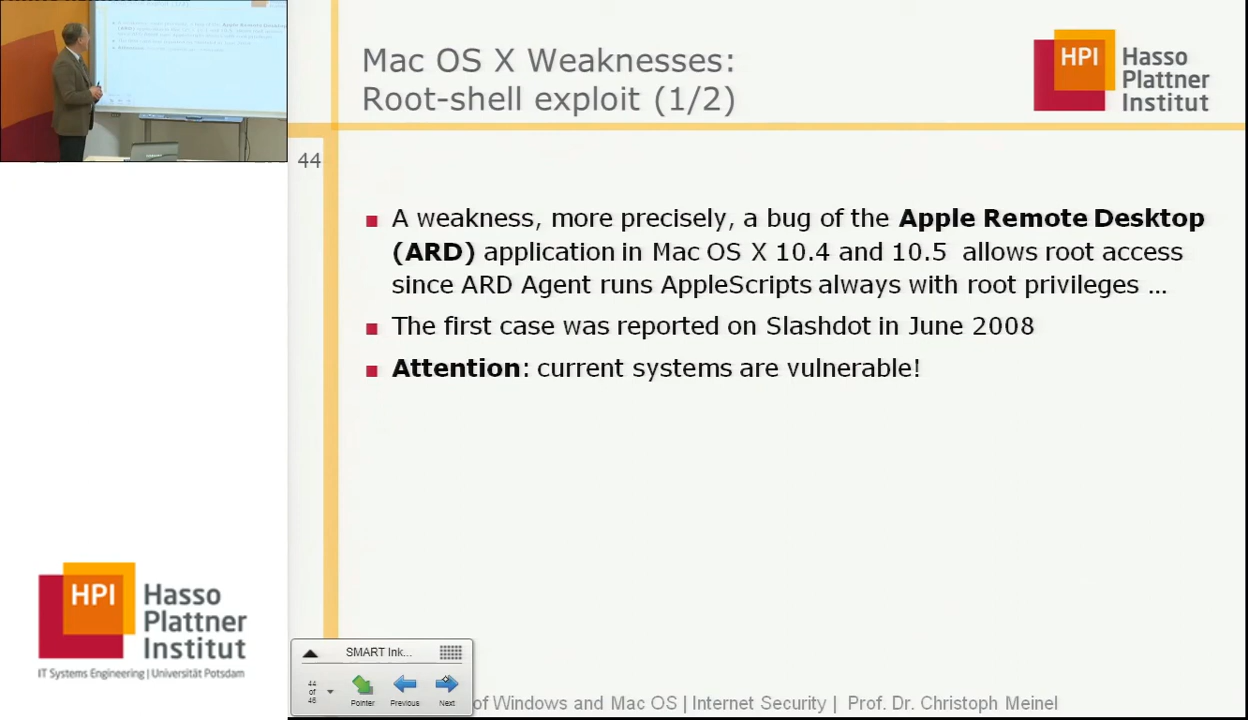 Mac OS X Weaknesses:
Root-shell exploit (1/2)
HPI Hasso
Plattner
Institut
44
A weakness, more precisely, a bug of the Apple Remote Desktop
(ARD) application in Mac OS X 10.4 and 10.5 allows root access
since ARD Agent runs AppleScripts always with root privileges ...
The first case was reported on Slashdot in June 2008
Attention: current systems are vulnerable!
HPI Hasso
Plattner
Institut
IT Systems Engineering | Universität Potsdam
SMART Ink...
44
of
46
Pointer
Previous
Next
of Windows and Mac OS | Internet Security | Prof. Dr. Christoph Meinel